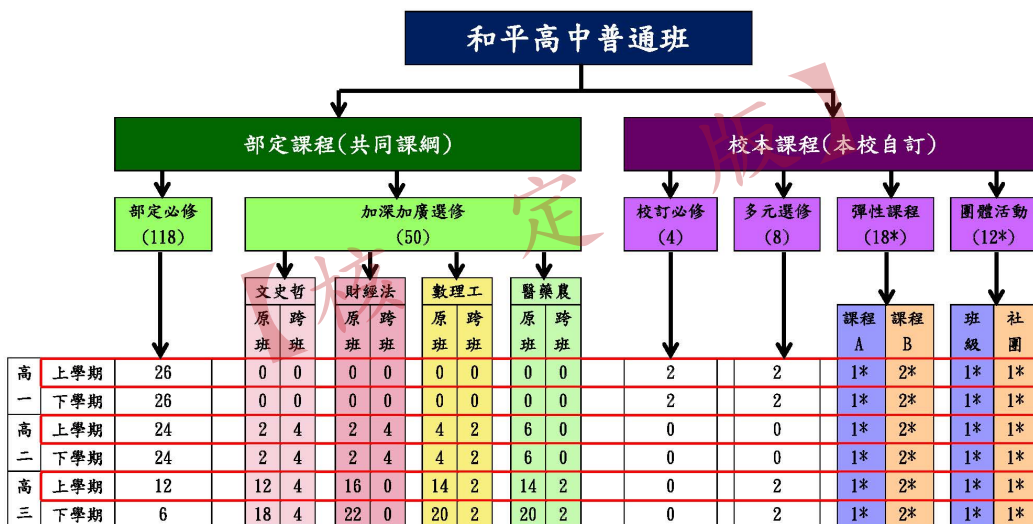 和平高中普通班
部定課程(共同課綱)
校本課程(本校自訂)
部定必修
(118)
加深加廣選修
(50)
校訂必修
(4)
多元選修
(8)
彈性課程
(18*)
團體活動
(12*)
【核定版】
文史哲 財經法 數理工 醫藥農
原班 跨班 原班 跨班 原班 跨班 原班 跨班 課程A 課程B 班級 社團
高一 上學期 26 0 0 0 0 0 0 0 0 2 2 1* 2* 1* 1*
下學期 26 0 0 0 0 0 0 0 0 2 2 1* 2* 1* 1*
高二 上學期 24 2 4 2 4 4 2 6 0 0 0 1* 2* 1* 1*
下學期 24 2 4 2 4 4 2 6 0 0 0 1* 2* 1* 1*
高三 上學期 12 12 4 16 0 14 2 14 2 0 2 1* 2* 1* 1*
下學期 6 18 4 22 0 20 2 20 2 0 2 1* 2* 1* 1*